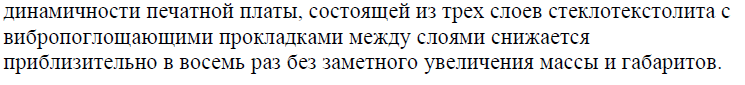 динамичности печатной платы, состоящей из трех слоев стеклотекстолита с
вибропоглощающими прокладками между слоями снижается
приблизительно в восемь раз без заметного увеличения массы и габаритов.